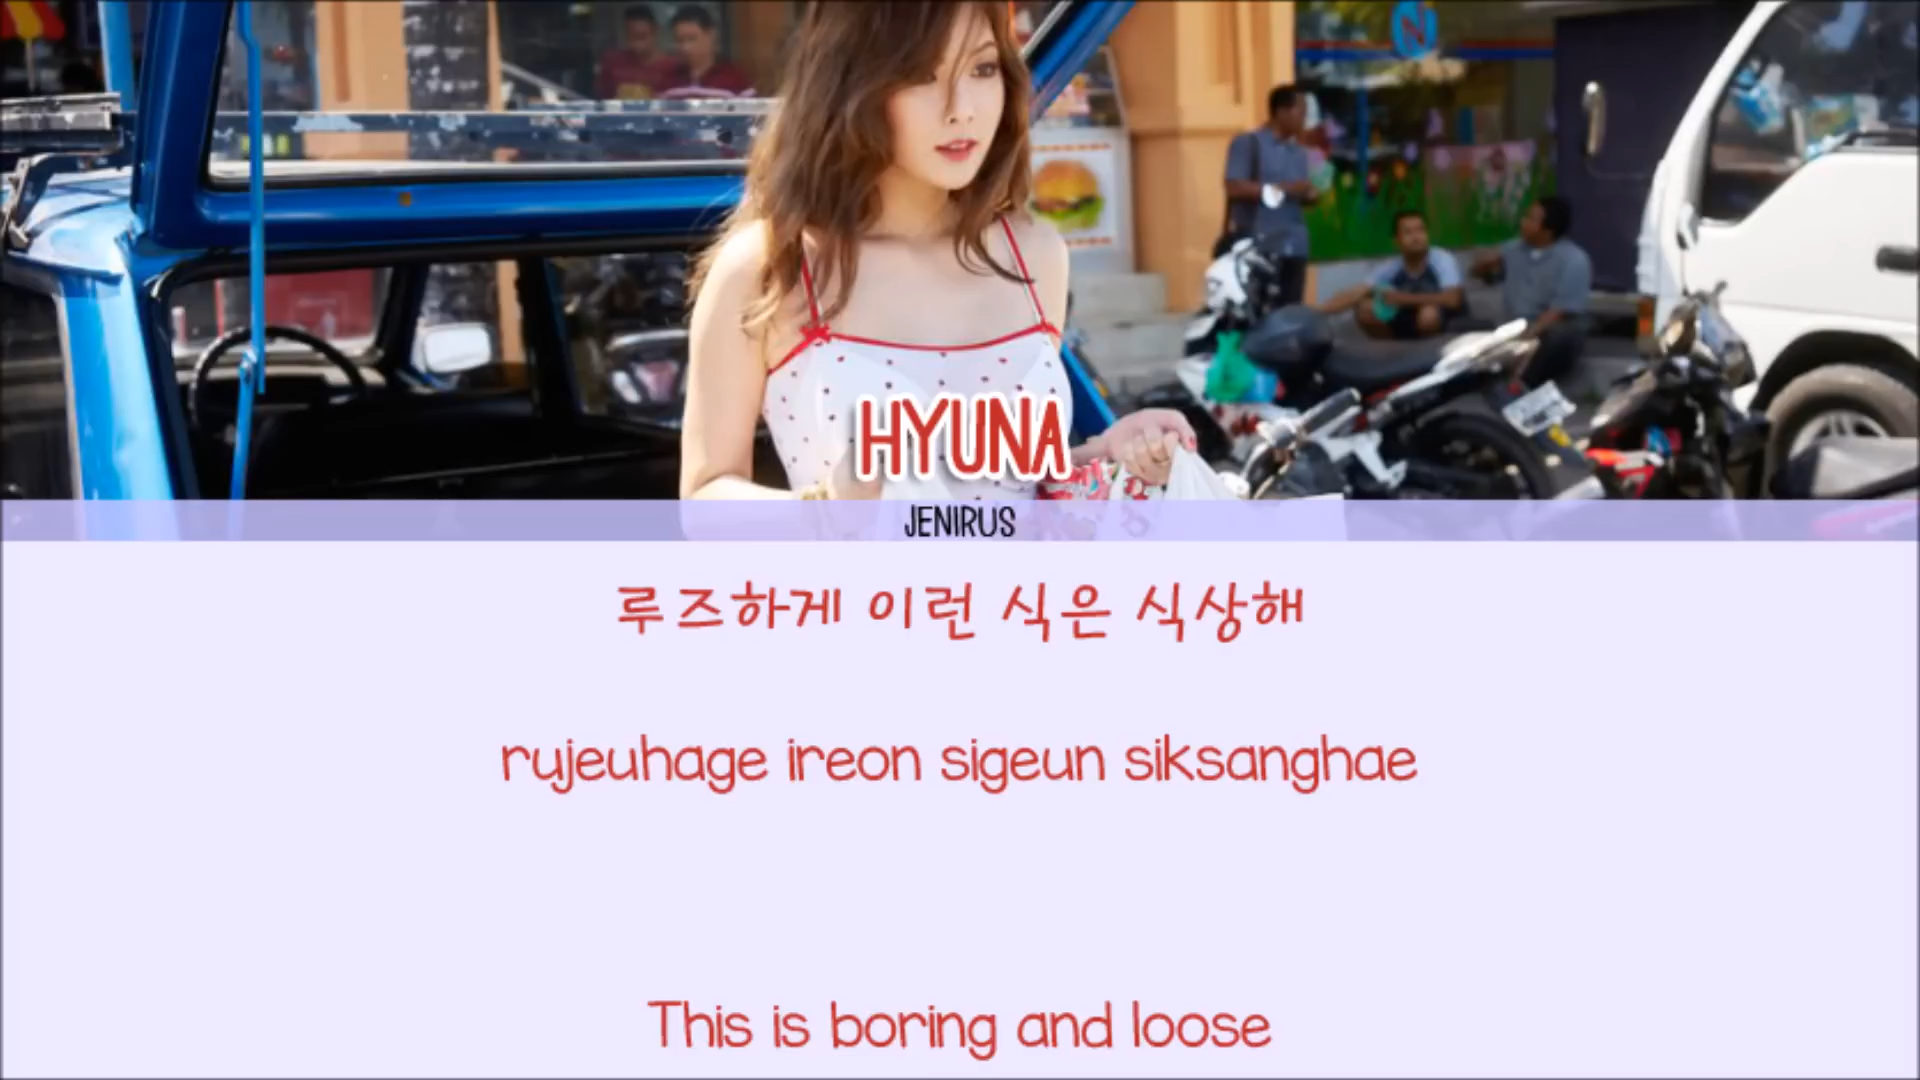 HYUNA
JENIRUS
루즈하게 이런 식은 식상해
rujeuhage ireon sigeun siksanghae
This is boring and loose